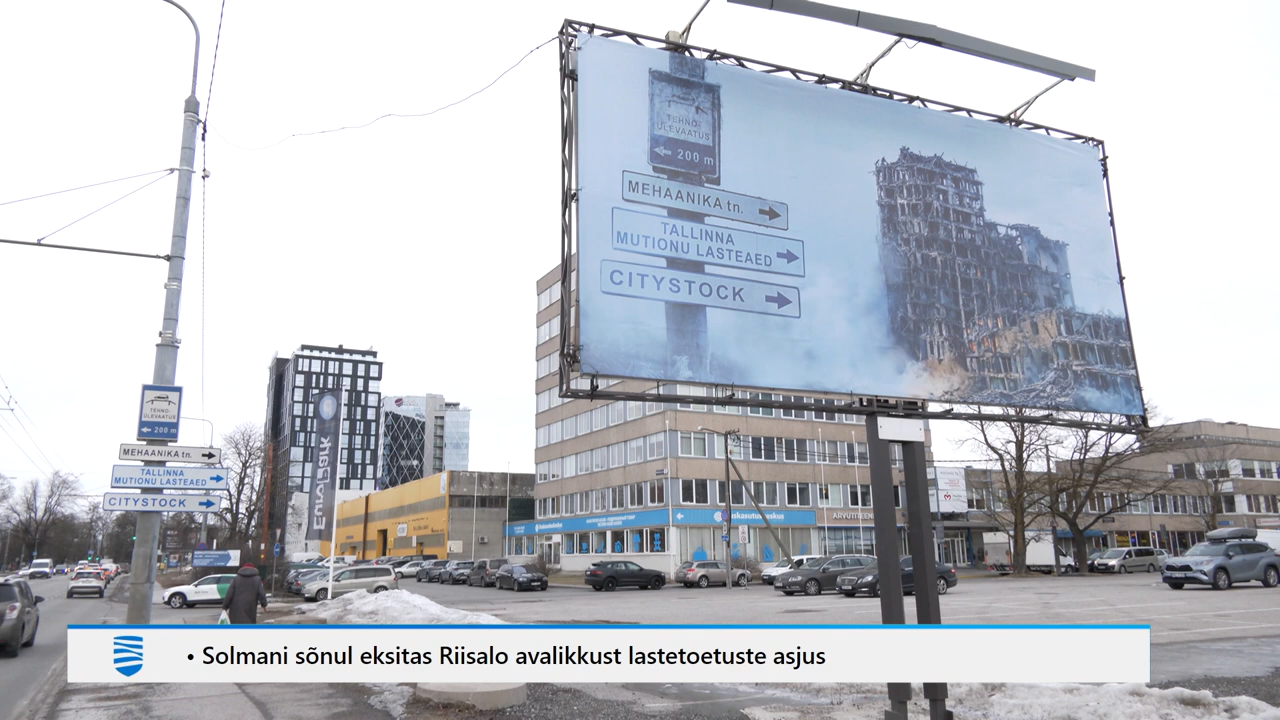 TEHNO-
ÜLEVAATUS
200 m
MEHAANIKA tn.
TALLINNA
MUTIONU LASTEAED
CITYSTOCK
TEHNO-
ÜLEVAATUS
200 m
MEHAANIKA tn.
TALLINNA
MUTIONU LASTEAED
CITYSTOCK
EuroPark
• Solmani sõnul eksitas Riisalo avalikkust lastetoetuste asjus